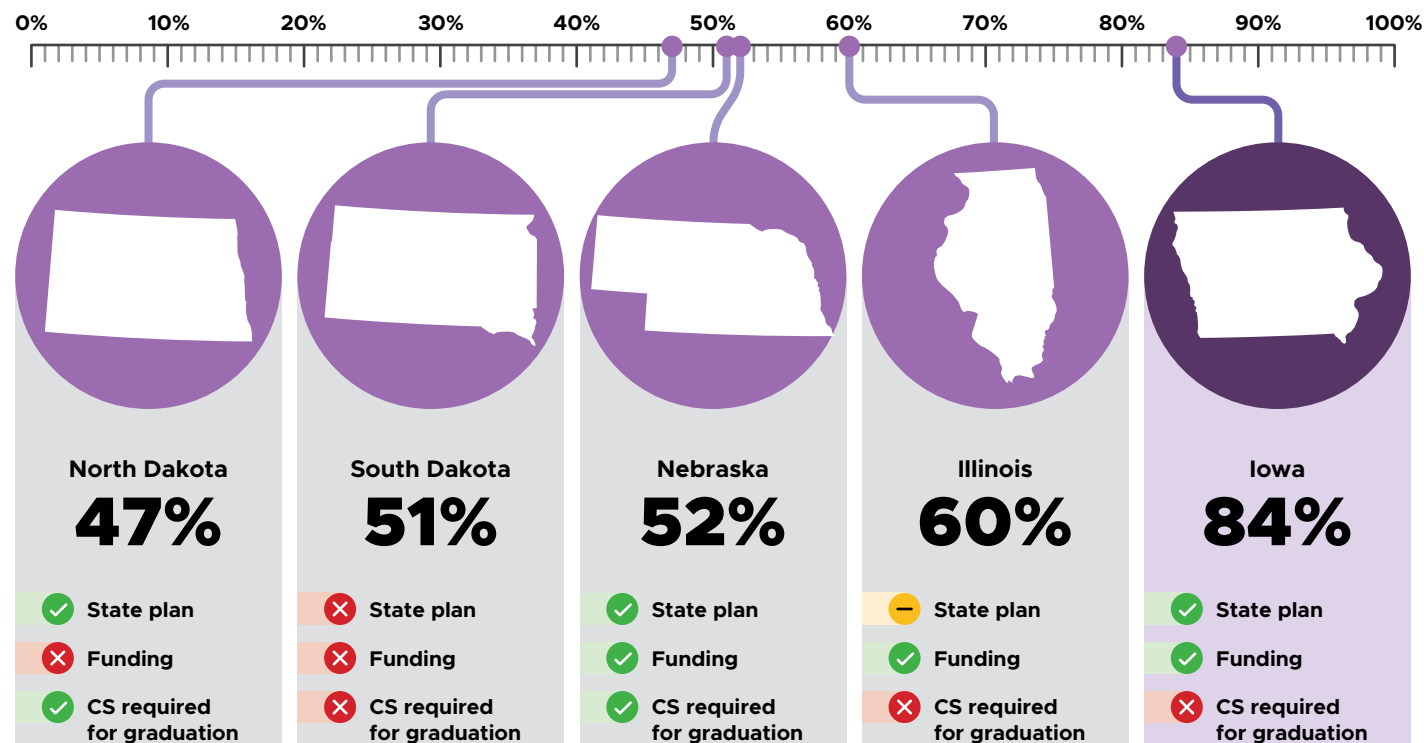 0% 10% 20% 30% 40% 50% 60% 70% 80% 90% 100%
North Dakota
47%
State plan
Funding
CS required
for graduation
South Dakota
51%
State plan
Funding
CS required
for graduation
Nebraska
52%
State plan
Funding
CS required
for graduation
Illinois
60%
State plan
Funding
CS required
for graduation
Iowa
84%
State plan
Funding
CS required
for graduation